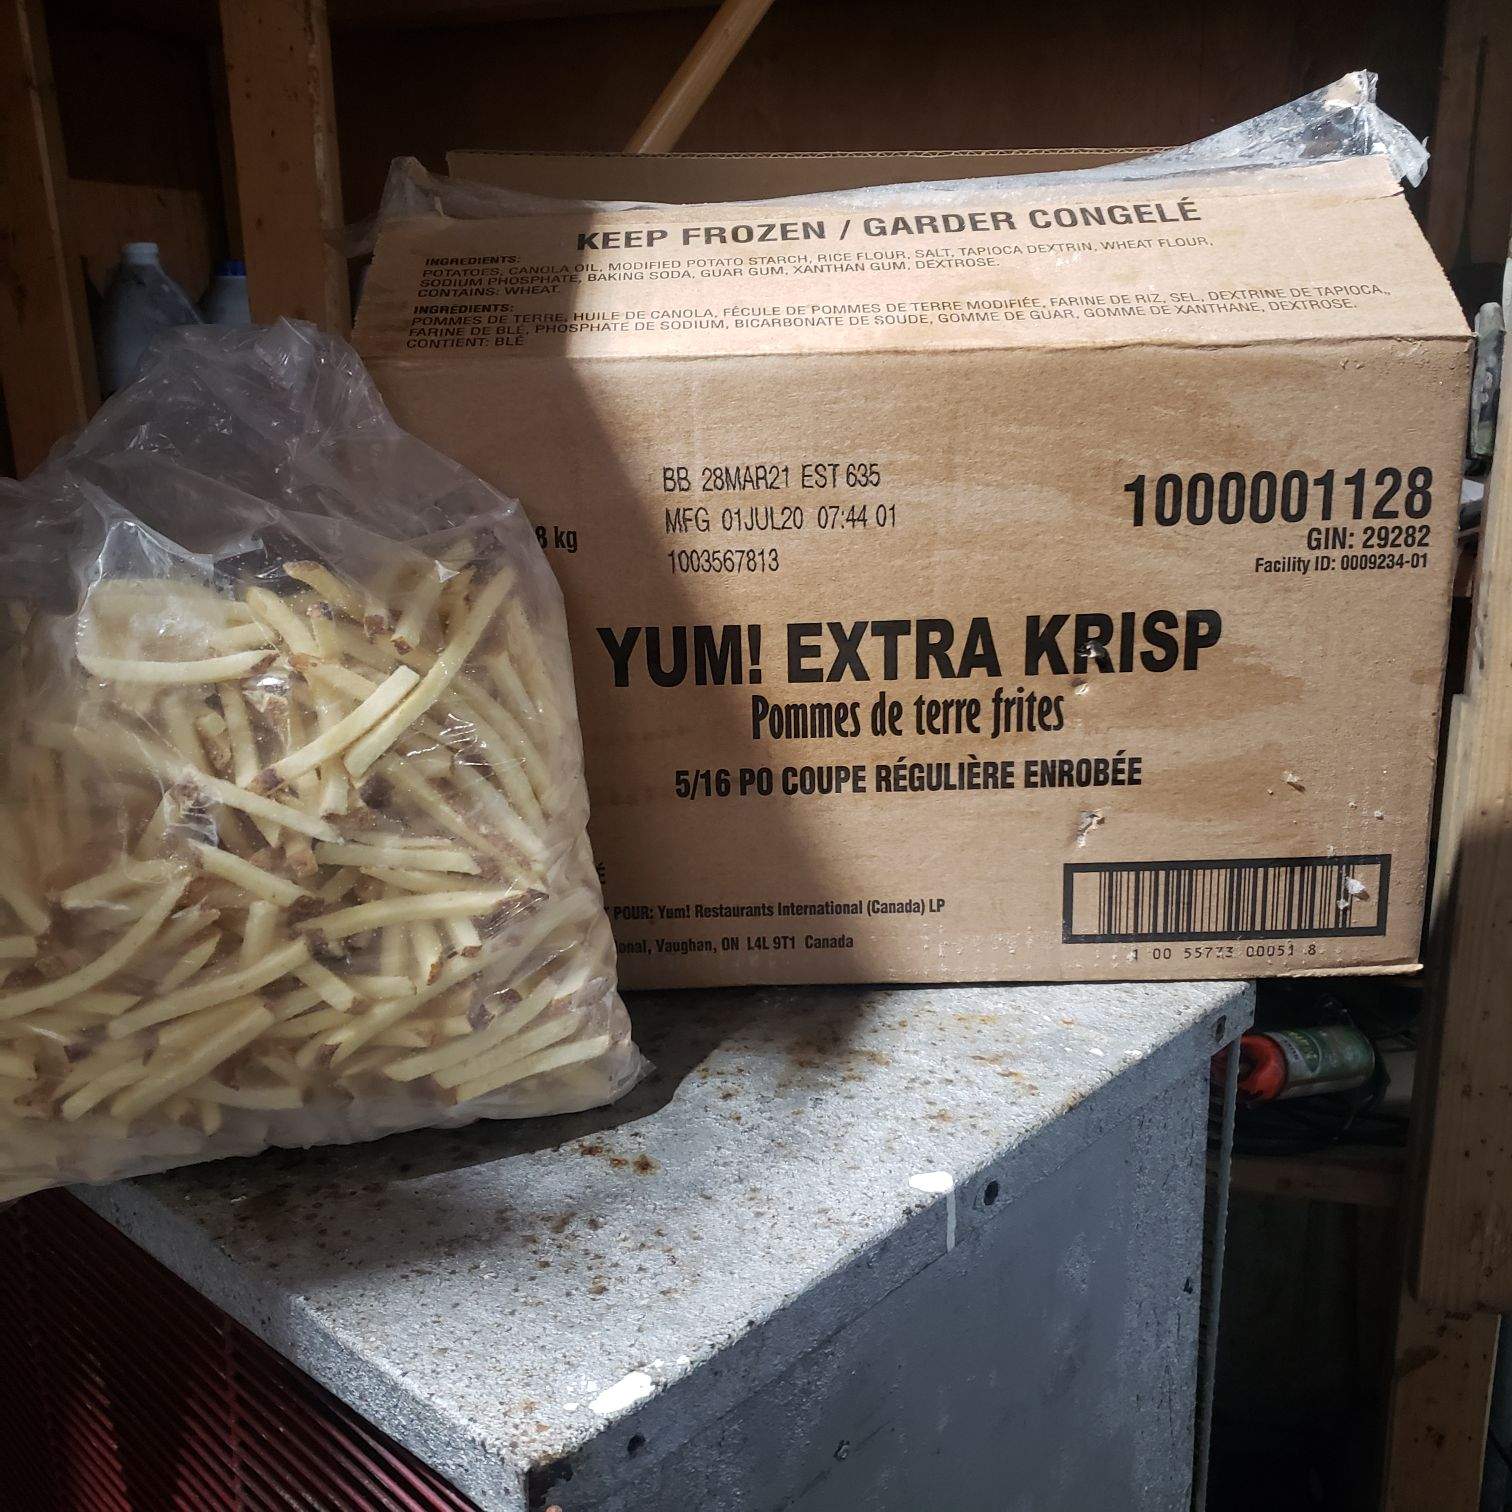 KEEP FROZEN / GARDER CONGELÉ
INGREDIENTS:
POTATOES, CANOLA OIL, MODIFIED POTATO STARCH, RICE FLOUR, SALT, TAPIOCA DEXTRIN, WHEAT FLOUR,
SODIUM PHOSPHATE, BAKING SODA, GUAR GUM, XANTHAN GUM, DEXTROSE.
CONTAINS: WHEAT.
INGRÉDIENTS:
POMMES DE TERRE, HUILE DE CANOLA, FÉCULE DE POMMES DE TERRE MODIFIÉE, FARINE DE RIZ, SEL, DEXTRINE DE TAPIOCA,
FARINE DE BLÉ, PHOSPHATE DE SODIUM, BICARBONATE DE SOUDE, GOMME DE GUAR, GOMME DE XANTHANE, DEXTROSE.
CONTIENT: BLÉ
BB 28MAR21 EST 635
MFG 01JUL20 07:44 01
1003567813
8 kg
1000001128
GIN: 29282
Facility ID: 0009234-01
YUM! EXTRA KRISP
Pommes de terre frites
5/16 PO COUPE RÉGULIÈRE ENROBÉE
POUR: Yum! Restaurants International (Canada) LP
onal, Vaughan, ON L4L 9T1 Canada
1 00 55773 00051 8